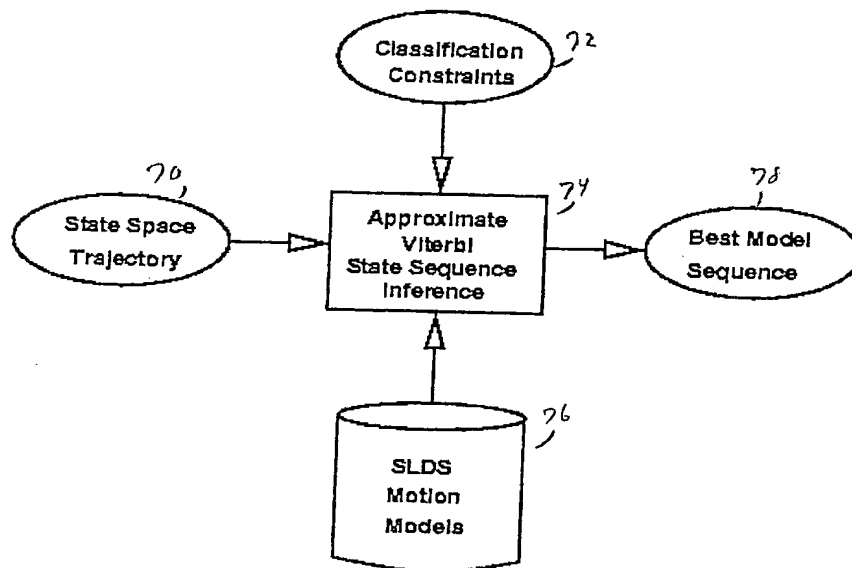 72
Classification
Constraints
70
State Space
Trajectory
74
Approximate
Viterbi
State Sequence
Inference
78
Best Model
Sequence
76
SLDS
Motion
Models